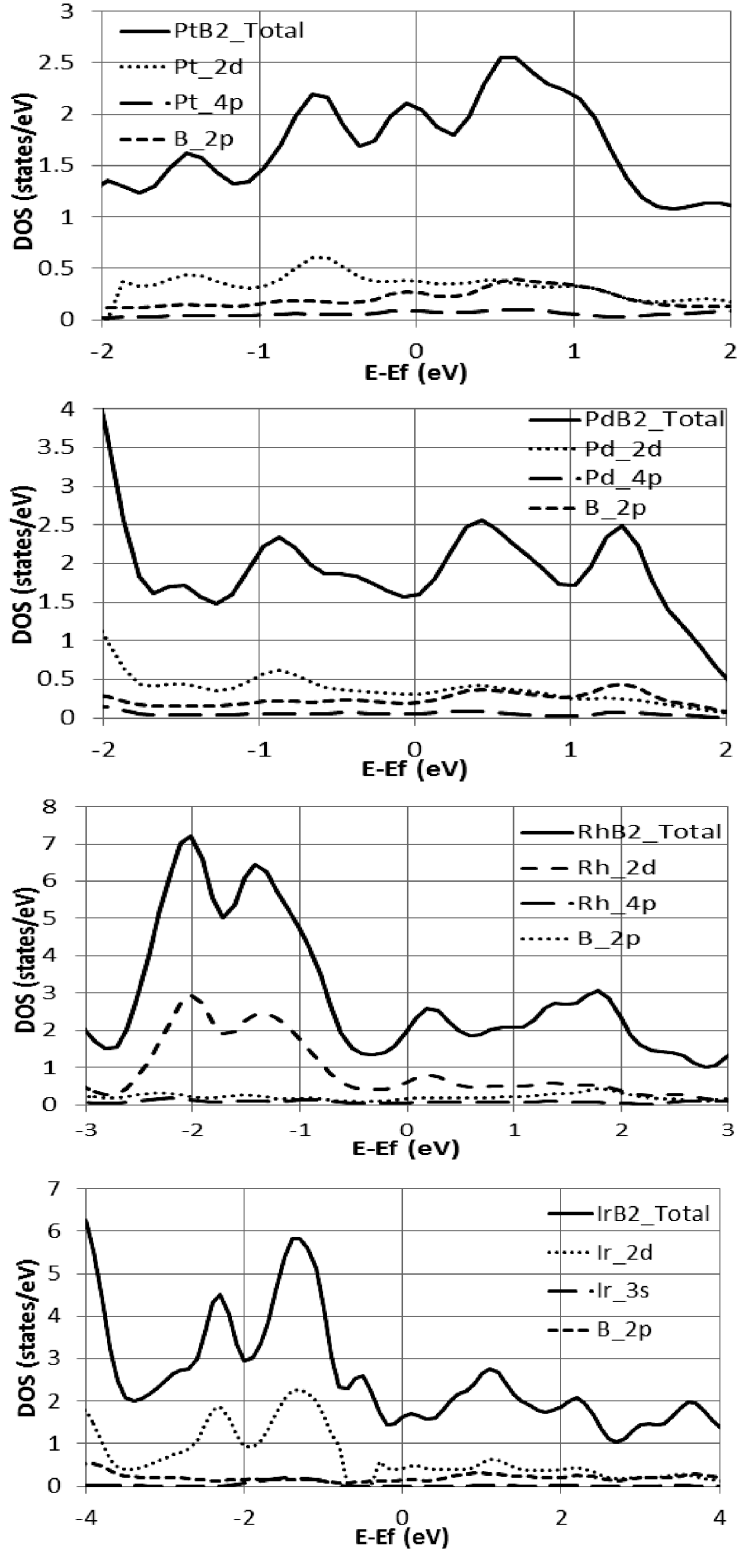 3
PtB2_Total
2.5
Pt_2d
Pt_4p
2
B_2p
1.5
1
0.5
0
DOS (states/eV)
-2 -1 0 1 2
E-Ef (eV)
4
PdB2_Total
3.5
Pd_2d
3
Pd_4p
2.5
B_2p
2
1.5
1
0.5
0
DOS (states/eV)
-2 -1 0 1 2
E-Ef (eV)
8
RhB2_Total
7
Rh_2d
6
Rh_4p
5
B_2p
4
3
2
1
0
DOS (states/eV)
-3 -2 -1 0 1 2 3
E-Ef (eV)
7
IrB2_Total
6
Ir_2d
5
Ir_3s
4
B_2p
3
2
1
0
DOS (states/eV)
-4 -2 0 2 4
E-Ef (eV)